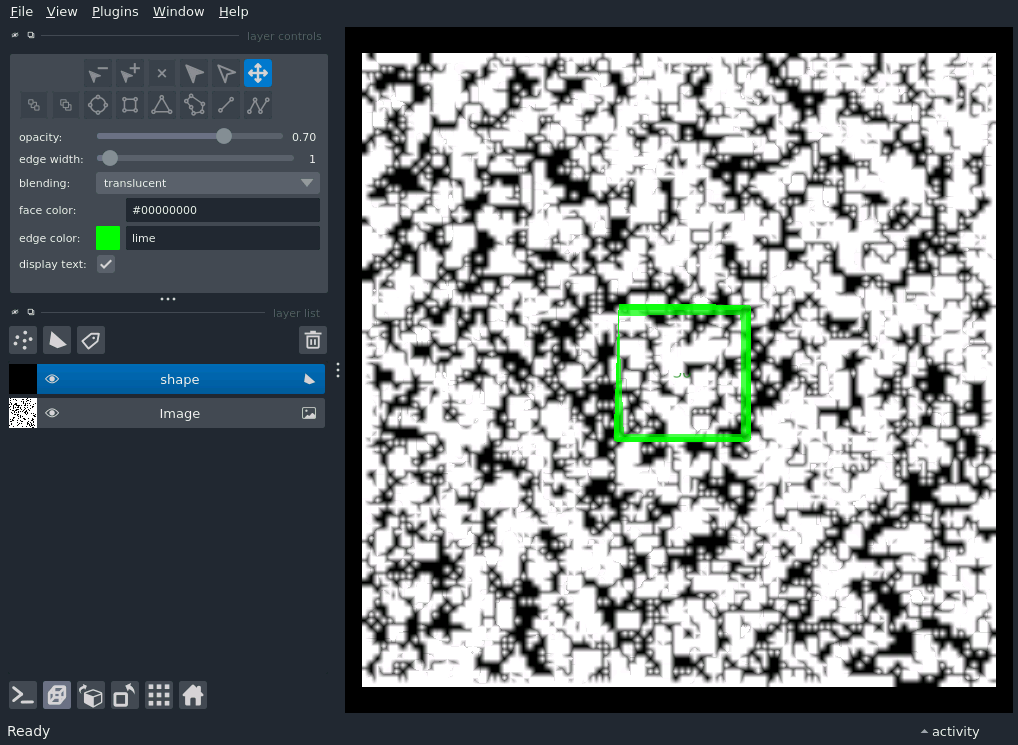 File View Plugins Window Help
layer controls
opacity: 0.70
edge width: 1
blending: translucent
face color: #00000000
edge color: lime
display text:
layer list
shape
Image
Ready
activity